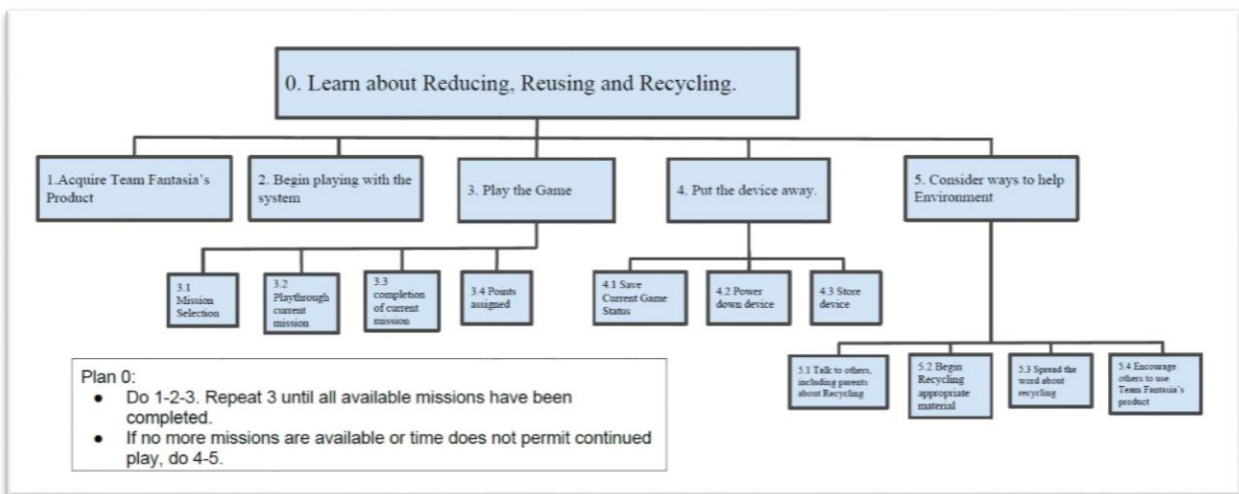 0. Learn about Reducing, Reusing and Recycling.
1.Acquire Team Fantasia's
Product
2. Begin playing with the
system
3. Play the Game
4. Put the device away.
5. Consider ways to help
Environment
3.1
Mission
Selection
3.2
Playthrough
current
mission
3.3
completion
of current
mission
3.4 Points
assigned
4.1 Save
Current Game
Status
4.2 Power
down device
4.3 Store
device
5.1 Talk to others,
including parents
about Recycling
5.2 Begin
Recycling
appropriate
material
5.3 Spread the
word about
recycling
5.4 Encourage
others to use
Team Fantasia's
product
Plan 0:
• Do 1-2-3. Repeat 3 until all available missions have been
completed.
• If no more missions are available or time does not permit continued
play, do 4-5.